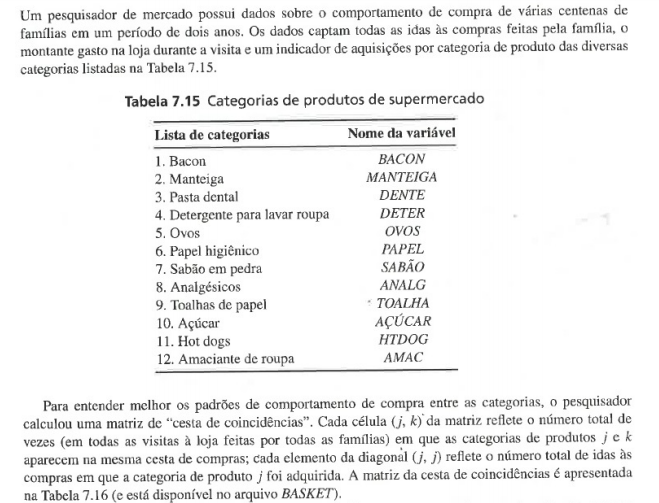 Um pesquisador de mercado possui dados sobre o comportamento de compra de várias centenas de
famílias em um período de dois anos. Os dados captam todas as idas às compras feitas pela família, o
montante gasto na loja durante a visita e um indicador de aquisições por categoria de produto das diversas
categorias listadas na Tabela 7.15.
Tabela 7.15 Categorias de produtos de supermercado
Lista de categorias Nome da variável
1. Bacon BACON
2. Manteiga MANTEIGA
3. Pasta dental DENTE
4. Detergente para lavar roupa DETER
5. Ovos OVOS
6. Papel higiênico PAPEL
7. Sabão em pedra SABÃO
8. Analgésicos ANALG
9. Toalhas de papel TOALHA
10. Açúcar AÇÚCAR
11. Hot dogs HTDOG
12. Amaciante de roupa AMAC
Para entender melhor os padrões de comportamento de compra entre as categorias, o pesquisador
calculou uma matriz de “cesta de coincidências”. Cada célula (j, k) da matriz reflete o número total de
vezes (em todas as visitas à loja feitas por todas as famílias) em que as categorias de produtos j e k
aparecem na mesma cesta de compras; cada elemento da diagonal (j, j) reflete o número total de idas às
compras em que a categoria de produto j foi adquirida. A matriz da cesta de coincidências é apresentada
na Tabela 7.16 (e está disponível no arquivo BASKET).